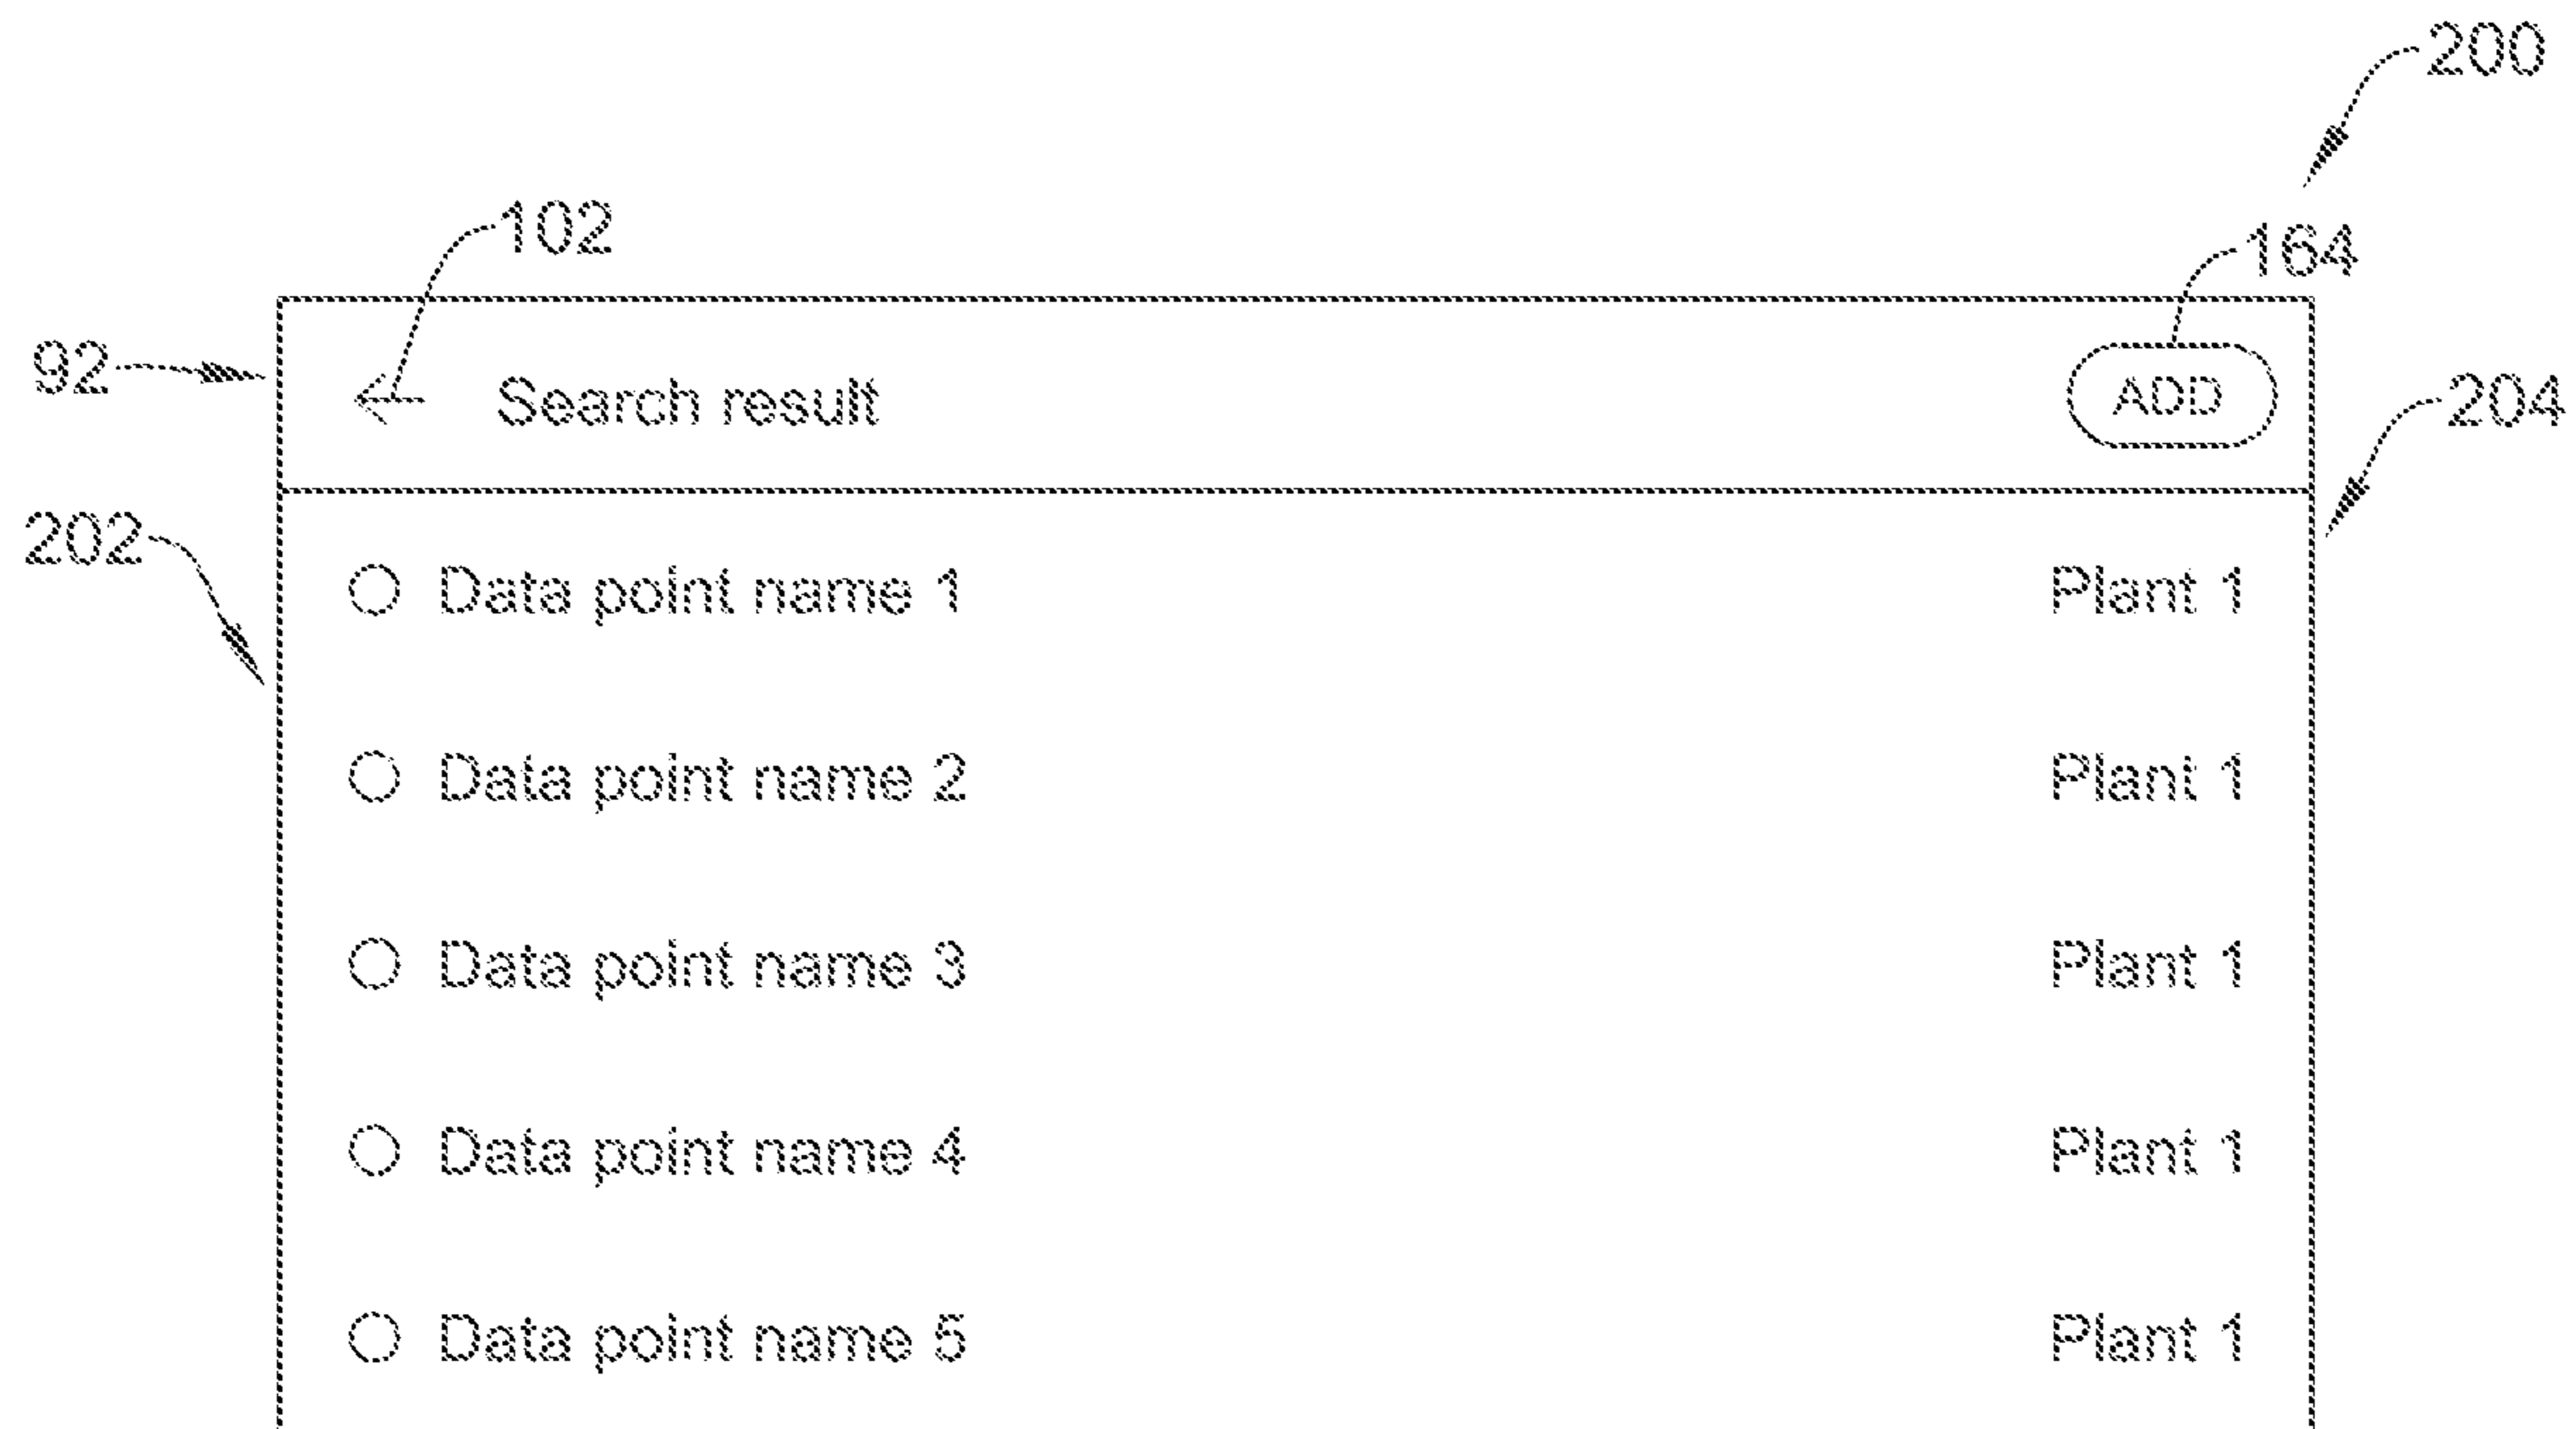 200
102
164
92
Search result
ADD
204
202
Data point name 1 Plant 1
Data point name 2 Plant 1
Data point name 3 Plant 1
Data point name 4 Plant 1
Data point name 5 Plant 1